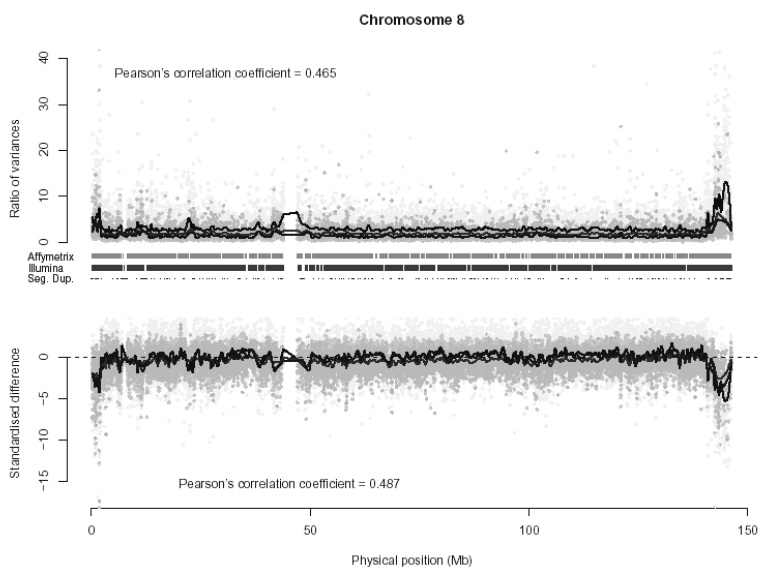 Chromosome 8
Ratio of variances
40
30
20
10
0
Pearson's correlation coefficient = 0.465
Affymetrix
Illumina
Seg. Dup.
Standardised difference
0
−5
−10
−15
Pearson's correlation coefficient = 0.487
0 50 100 150
Physical position (Mb)